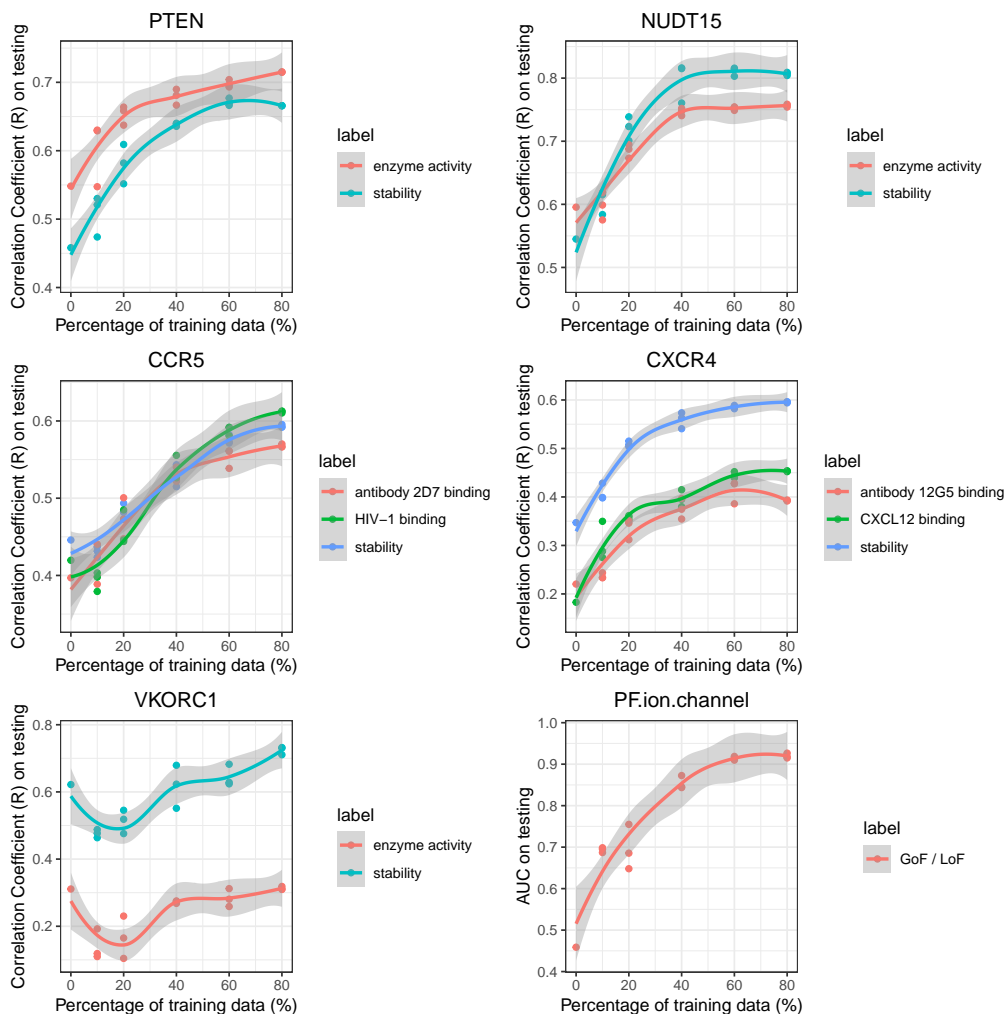 PTEN
Correlation Coefficient (R) on testing
0.7
0.6
0.5
0.4
0 20 40 60 80
Percentage of training data (%)
label
enzyme activity
stability
NUDT15
Correlation Coefficient (R) on testing
0.8
0.7
0.6
0.5
0 20 40 60 80
Percentage of training data (%)
label
enzyme activity
stability
CCR5
Correlation Coefficient (R) on testing
0.6
0.5
0.4
0 20 40 60 80
Percentage of training data (%)
label
antibody 2D7 binding
HIV−1 binding
stability
CXCR4
Correlation Coefficient (R) on testing
0.6
0.5
0.4
0.3
0.2
0 20 40 60 80
Percentage of training data (%)
label
antibody 12G5 binding
CXCL12 binding
stability
VKORC1
Correlation Coefficient (R) on testing
0.8
0.6
0.4
0.2
0 20 40 60 80
Percentage of training data (%)
label
enzyme activity
stability
PF.ion.channel
AUC on testing
1.0
0.9
0.8
0.7
0.6
0.5
0.4
0 20 40 60 80
Percentage of training data (%)
label
GoF / LoF